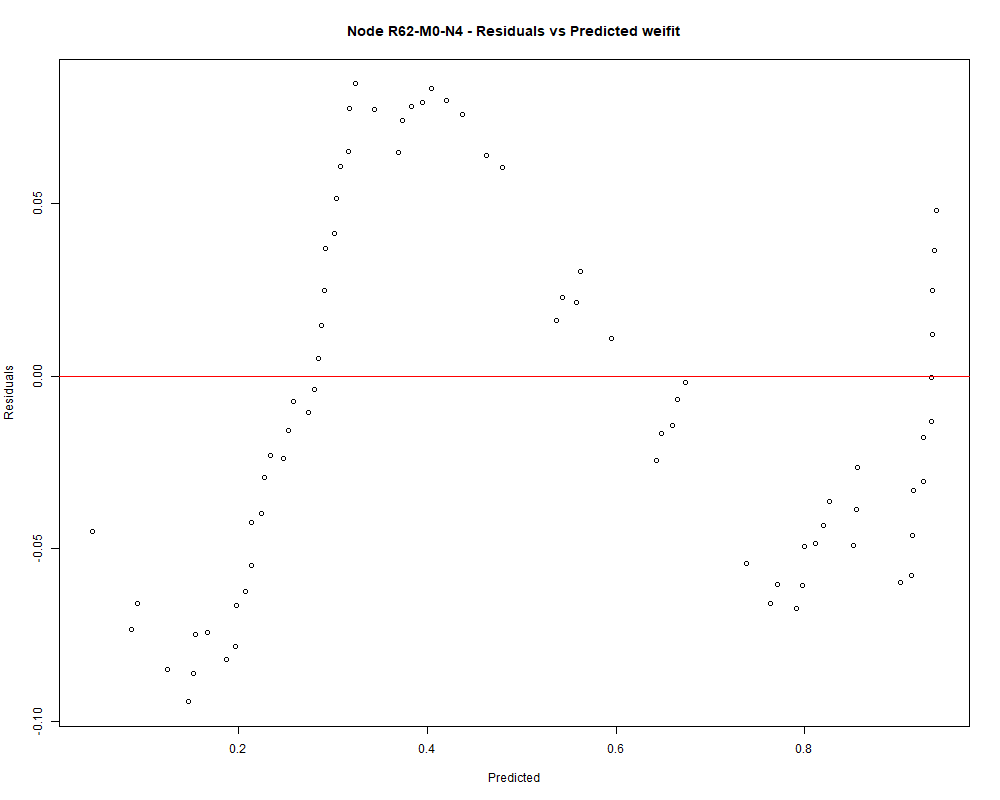 Node R62-M0-N4 - Residuals vs Predicted weifit
Residuals
0.05
0.00
-0.05
-0.10
0.2 0.4 0.6 0.8
Predicted